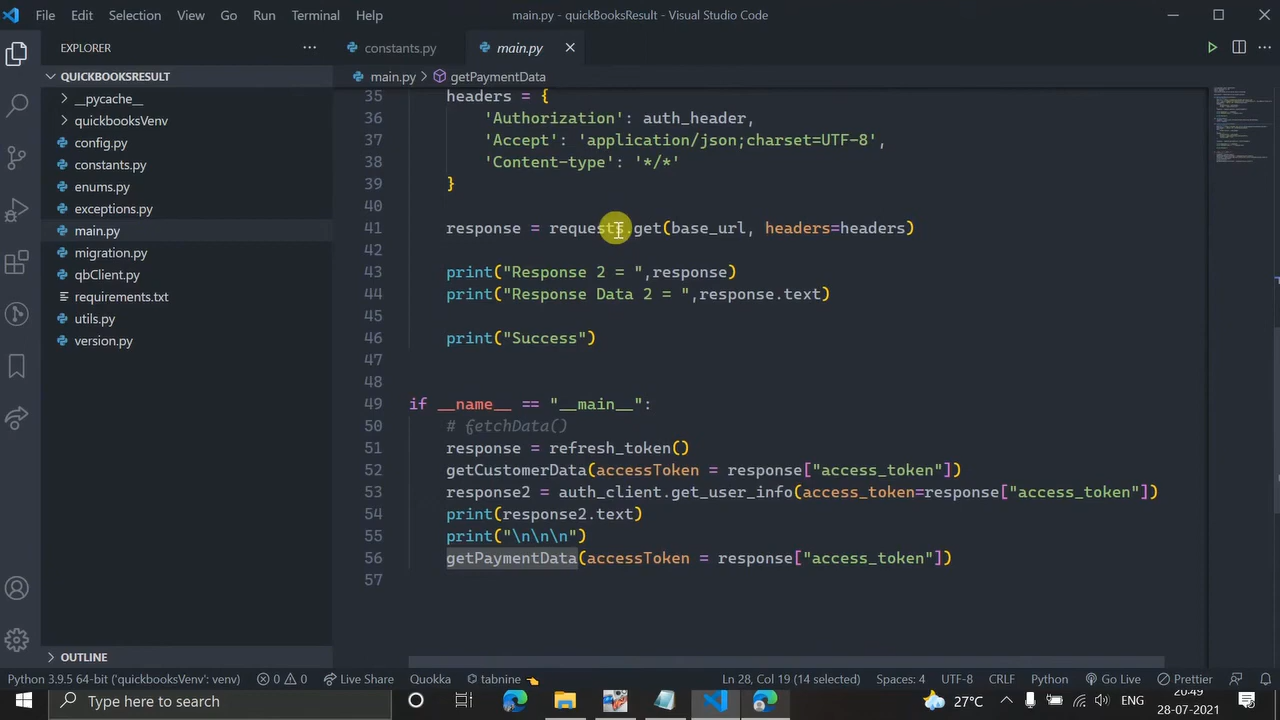 File Edit Selection View Go Run Terminal Help
main.py - quickBooksResult - Visual Studio Code
EXPLORER
QUICKBOOKSRESULT
__pycache__
quickbooksVenv
config.py
constants.py
enums.py
exceptions.py
main.py
migration.py
qbClient.py
requirements.txt
utils.py
version.py
OUTLINE
constants.py main.py
main.py > getPaymentData
35 headers = {
36 'Authorization': auth_header,
37 'Accept': 'application/json;charset=UTF-8',
38 'Content-type': '*/*'
39 }
40
41 response = requests.get(base_url, headers=headers)
42
43 print("Response 2 = ",response)
44 print("Response Data 2 = ",response.text)
45
46 print("Success")
47
48
49 if __name__ == "__main__":
50 # fetchData()
51 response = refresh_token()
52 getCustomerData(accessToken = response["access_token"])
53 response2 = auth_client.get_user_info(access_token=response["access_token"])
54 print(response2.text)
55 print("\n\n\n")
56 getPaymentData(accessToken = response["access_token"])
57
Python 3.9.5 64-bit ('quickbooksVenv': venv) 0 0 Live Share Quokka tabnine Ln 28, Col 19 (14 selected) Spaces: 4 UTF-8 CRLF Python Go Live Prettier
Type here to search
27°C ENG 20:49
28-07-2021